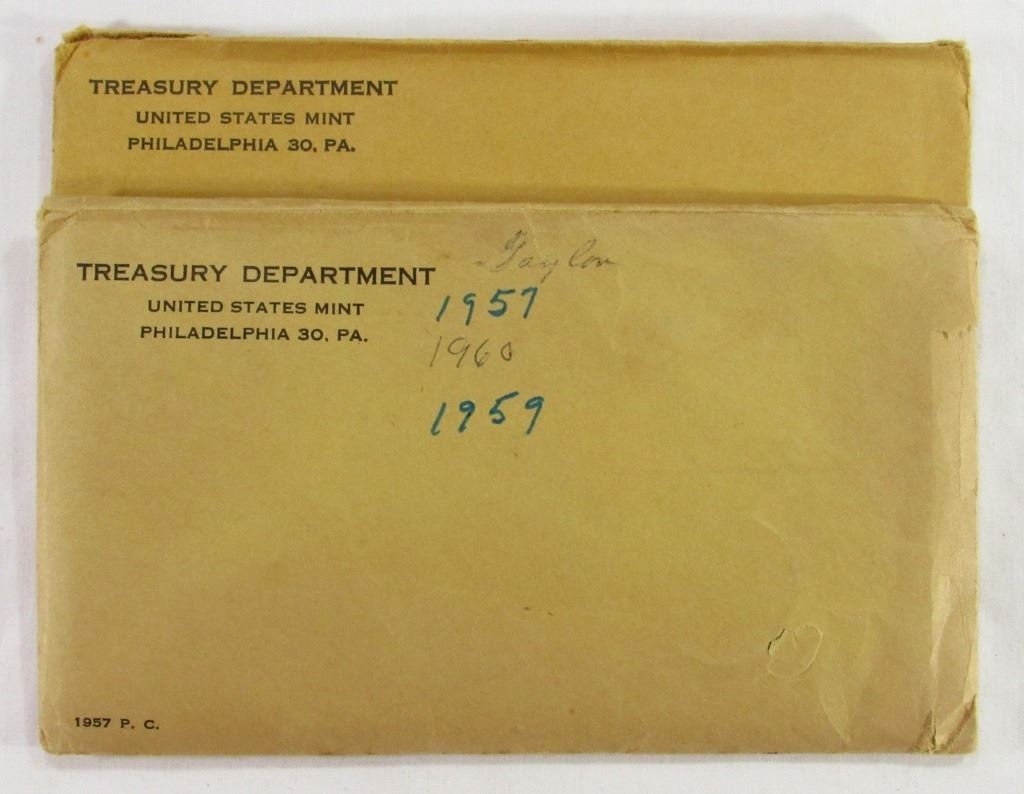 TREASURY DEPARTMENT
UNITED STATES MINT
PHILADELPHIA 30, PA.
TREASURY DEPARTMENT
UNITED STATES MINT
PHILADELPHIA 30, PA.
Gaylon
1957
1960
1959
1957 P. C.